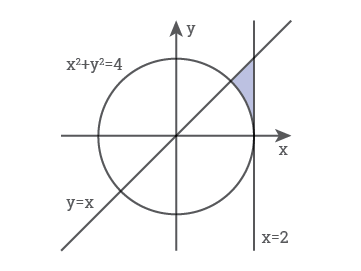 y
x²+y²=4
x
y=x
x=2